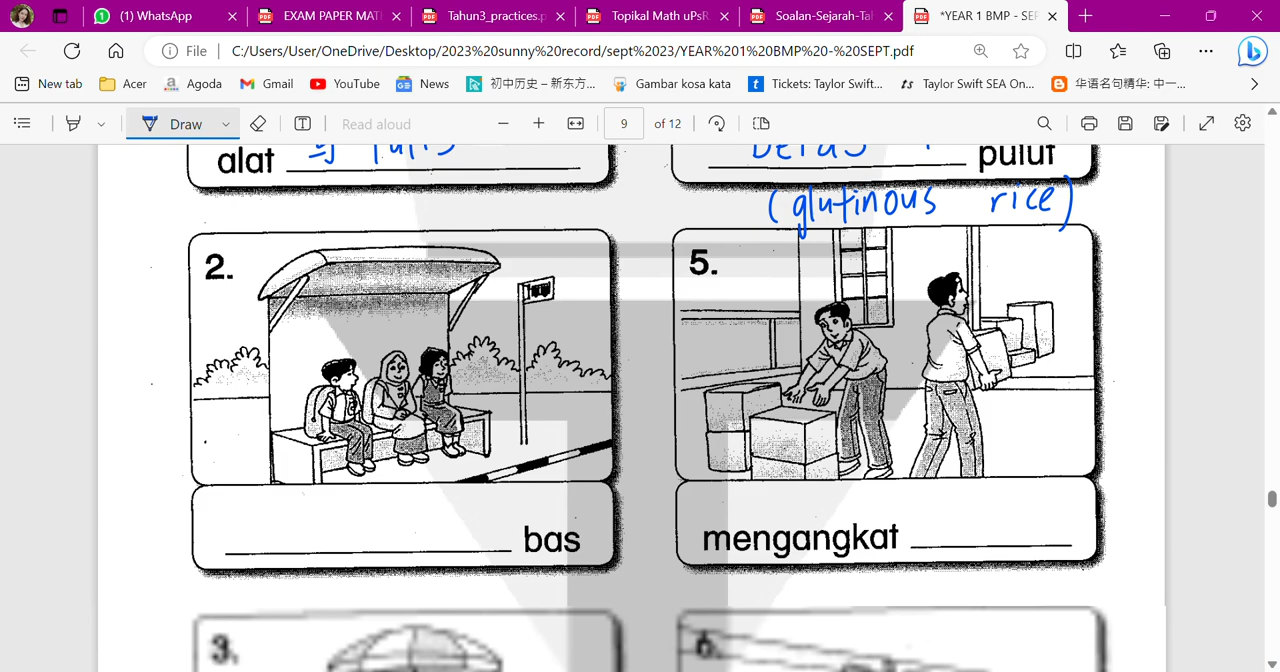 (1) WhatsApp
EXAM PAPER MATH
Tahun3_practices.p
Topikal Math uPsR
Soalan-Sejarah-Tah
*YEAR 1 BMP - SEP
File
C:/Users/User/OneDrive/Desktop/2023%20sunny%20record/sept%2023/YEAR%201%20BMP%20-%20SEPT.pdf
New tab
Acer
Agoda
Gmail
YouTube
News
初中历史 – 新东方...
Gambar kosa kata
Tickets: Taylor Swift...
Taylor Swift SEA On...
华语名句精华: 中一...
Draw
Read aloud
9
of 12
alat
pulut
(glutinous rice)
2.
5.
bas
mengangkat
3.
6.